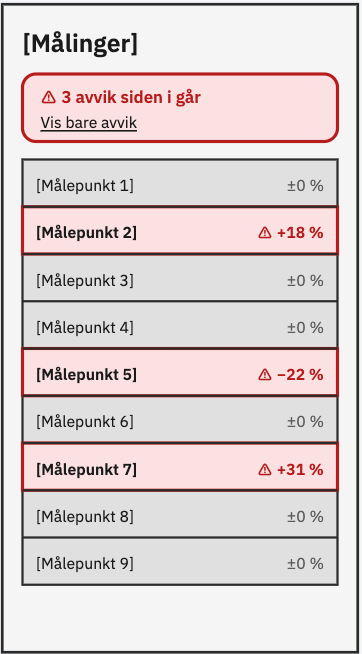 [Målinger]
3 avvik siden i går
Vis bare avvik
[Målepunkt 1] ±0 %
[Målepunkt 2] +18 %
[Målepunkt 3] ±0 %
[Målepunkt 4] ±0 %
[Målepunkt 5] −22 %
[Målepunkt 6] ±0 %
[Målepunkt 7] +31 %
[Målepunkt 8] ±0 %
[Målepunkt 9] ±0 %